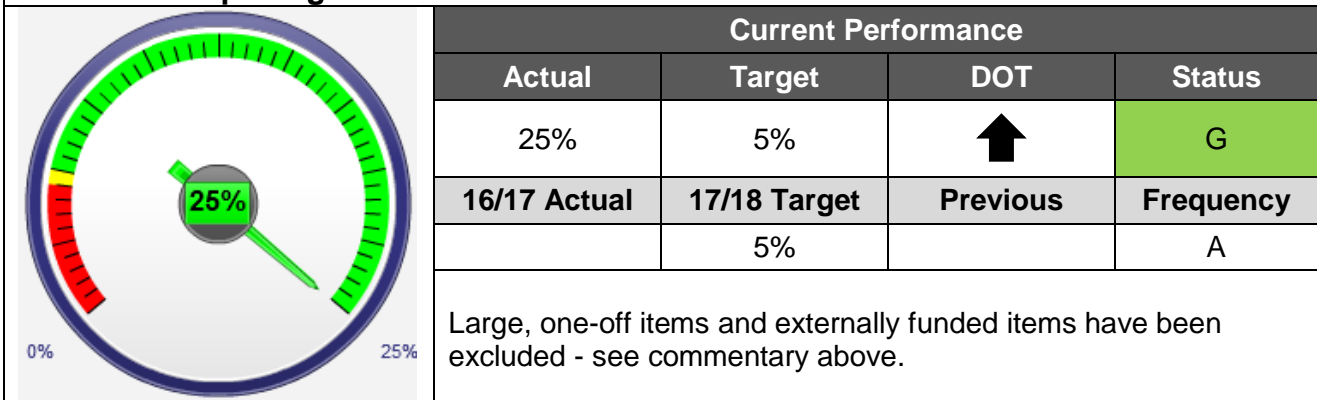 Current Performance
Actual Target DOT Status
25% 5% G
16/17 Actual 17/18 Target Previous Frequency
5% A
Large, one-off items and externally funded items have been
excluded - see commentary above.
25%
0% 25%